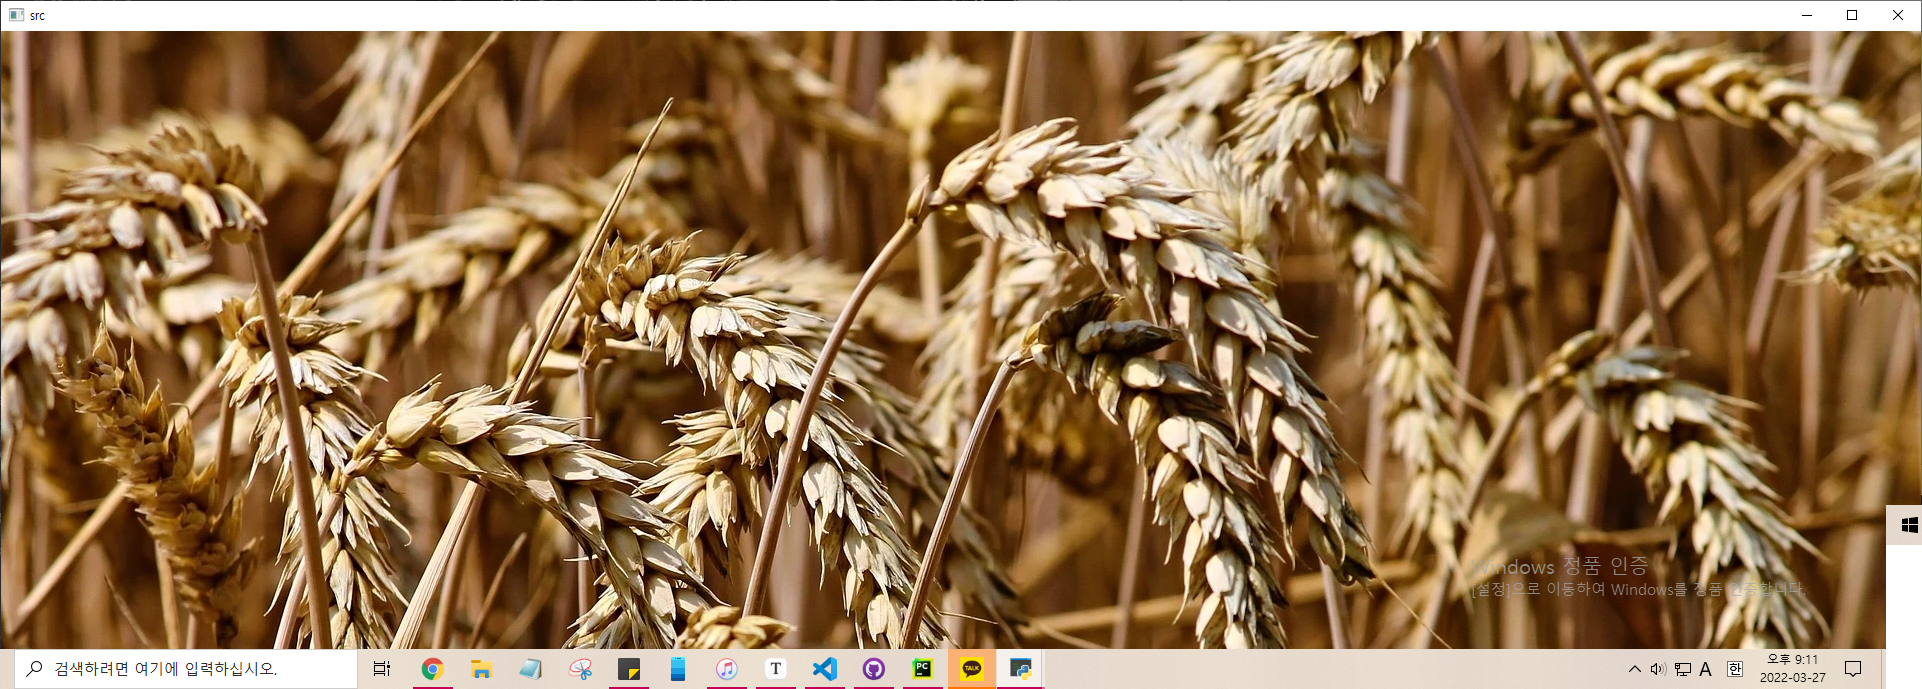 src
Windows 정품 인증
[설정]으로 이동하여 Windows를 정품 인증합니다.
검색하려면 여기에 입력하십시오.
T
PC
TALK
A
한
오후 9:11
2022-03-27